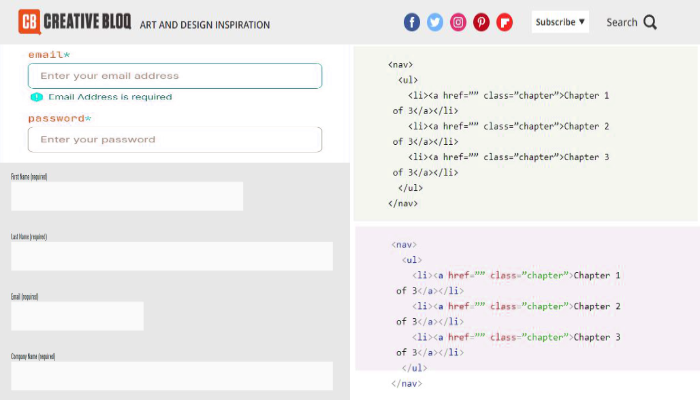 CB CREATIVE BLOQ ART AND DESIGN INSPIRATION Subscribe ▼ Search
email*
Enter your email address
! Email Address is required
password*
Enter your password
First Name (required)
Last Name (required)
Email (required)
Company Name (required)
<nav>
<ul>
<li><a href=”” class=”chapter”>Chapter 1
of 3</a></li>
<li><a href=”” class=”chapter”>Chapter 2
of 3</a></li>
<li><a href=”” class=”chapter”>Chapter 3
of 3</a></li>
</ul>
</nav>
<nav>
<ul>
<li><a href=”” class=”chapter”>Chapter 1
of 3</a></li>
<li><a href=”” class=”chapter”>Chapter 2
of 3</a></li>
<li><a href=”” class=”chapter”>Chapter 3
of 3</a></li>
</ul>
</nav>